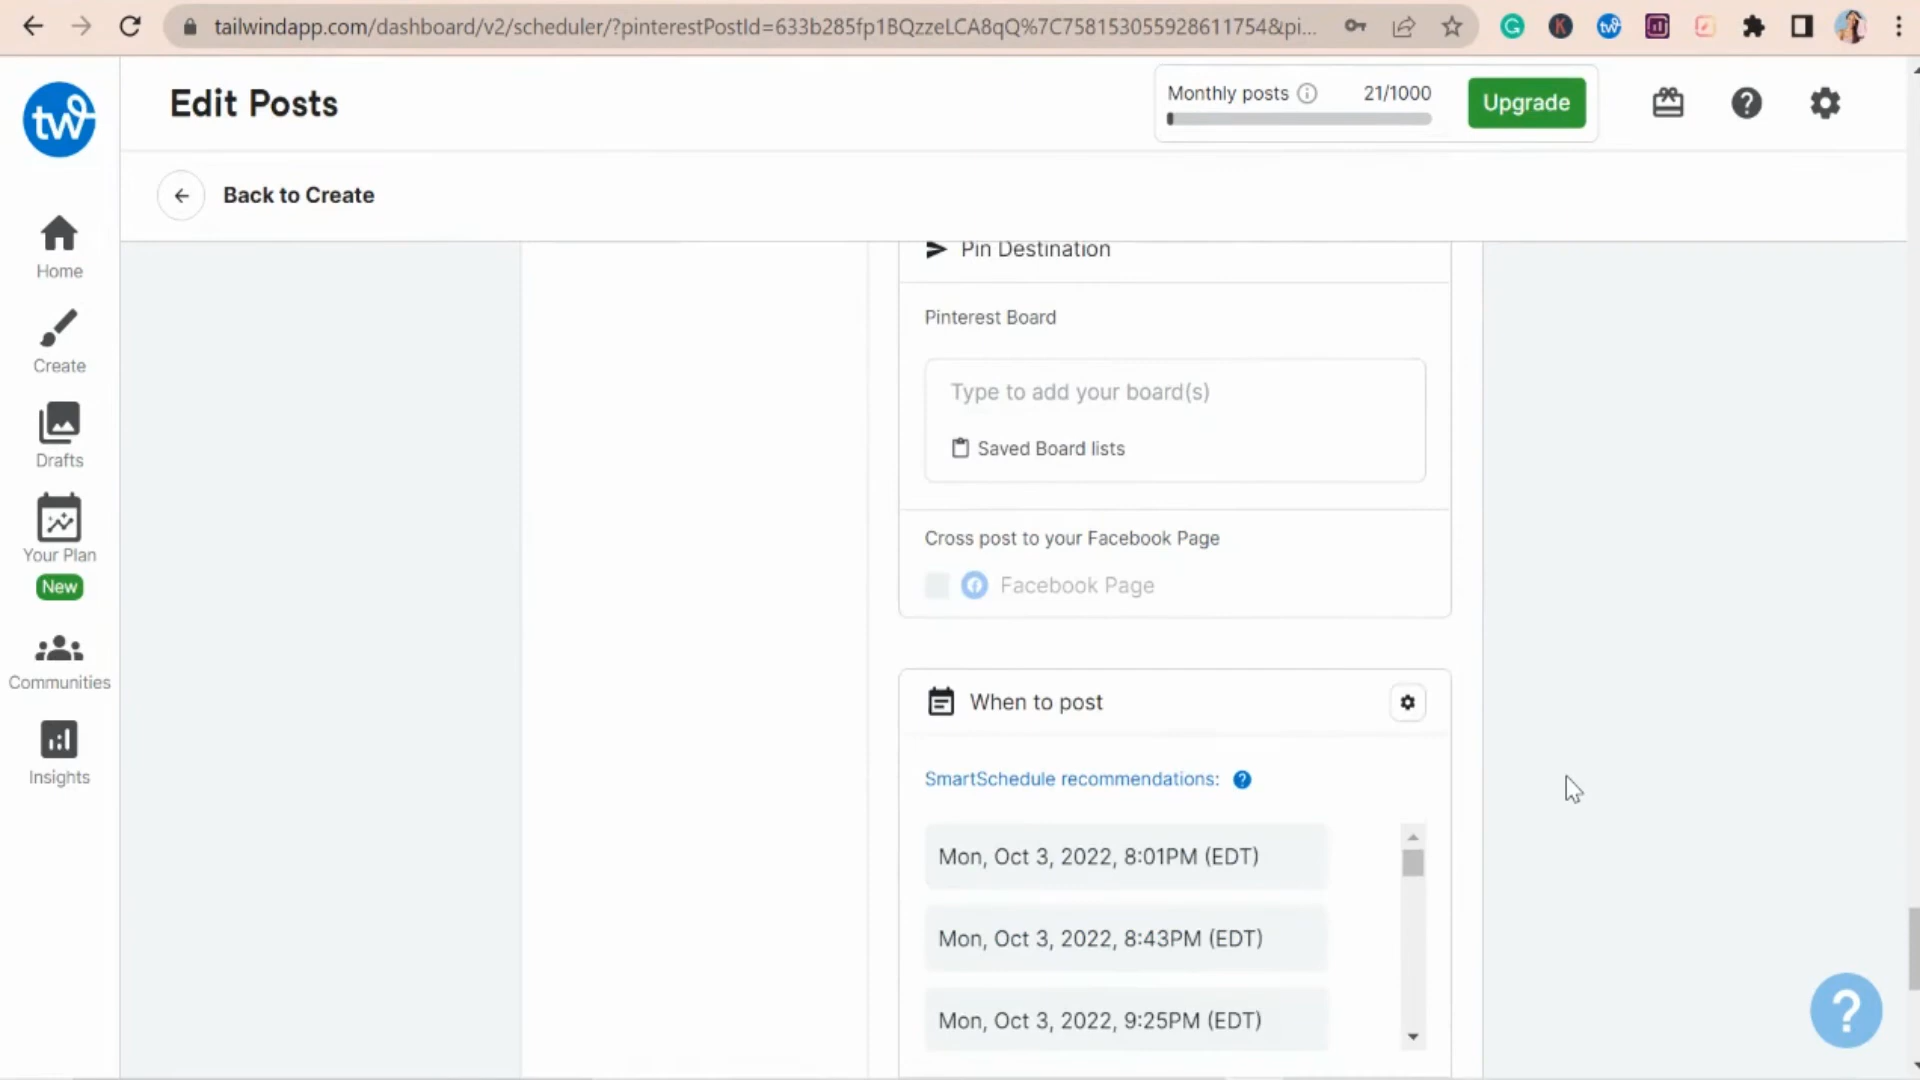 tailwindapp.com/dashboard/v2/scheduler/?pinterestPostId=633b285fp1BQzzeLCA8qQ%7C758153055928611754&pi...
tw
Edit Posts
Monthly posts
21/1000
Upgrade
Back to Create
Home
Create
Drafts
Your Plan
New
Communities
Insights
Pin Destination
Pinterest Board
Type to add your board(s)
Saved Board lists
Cross post to your Facebook Page
Facebook Page
When to post
SmartSchedule recommendations:
Mon, Oct 3, 2022, 8:01PM (EDT)
Mon, Oct 3, 2022, 8:43PM (EDT)
Mon, Oct 3, 2022, 9:25PM (EDT)